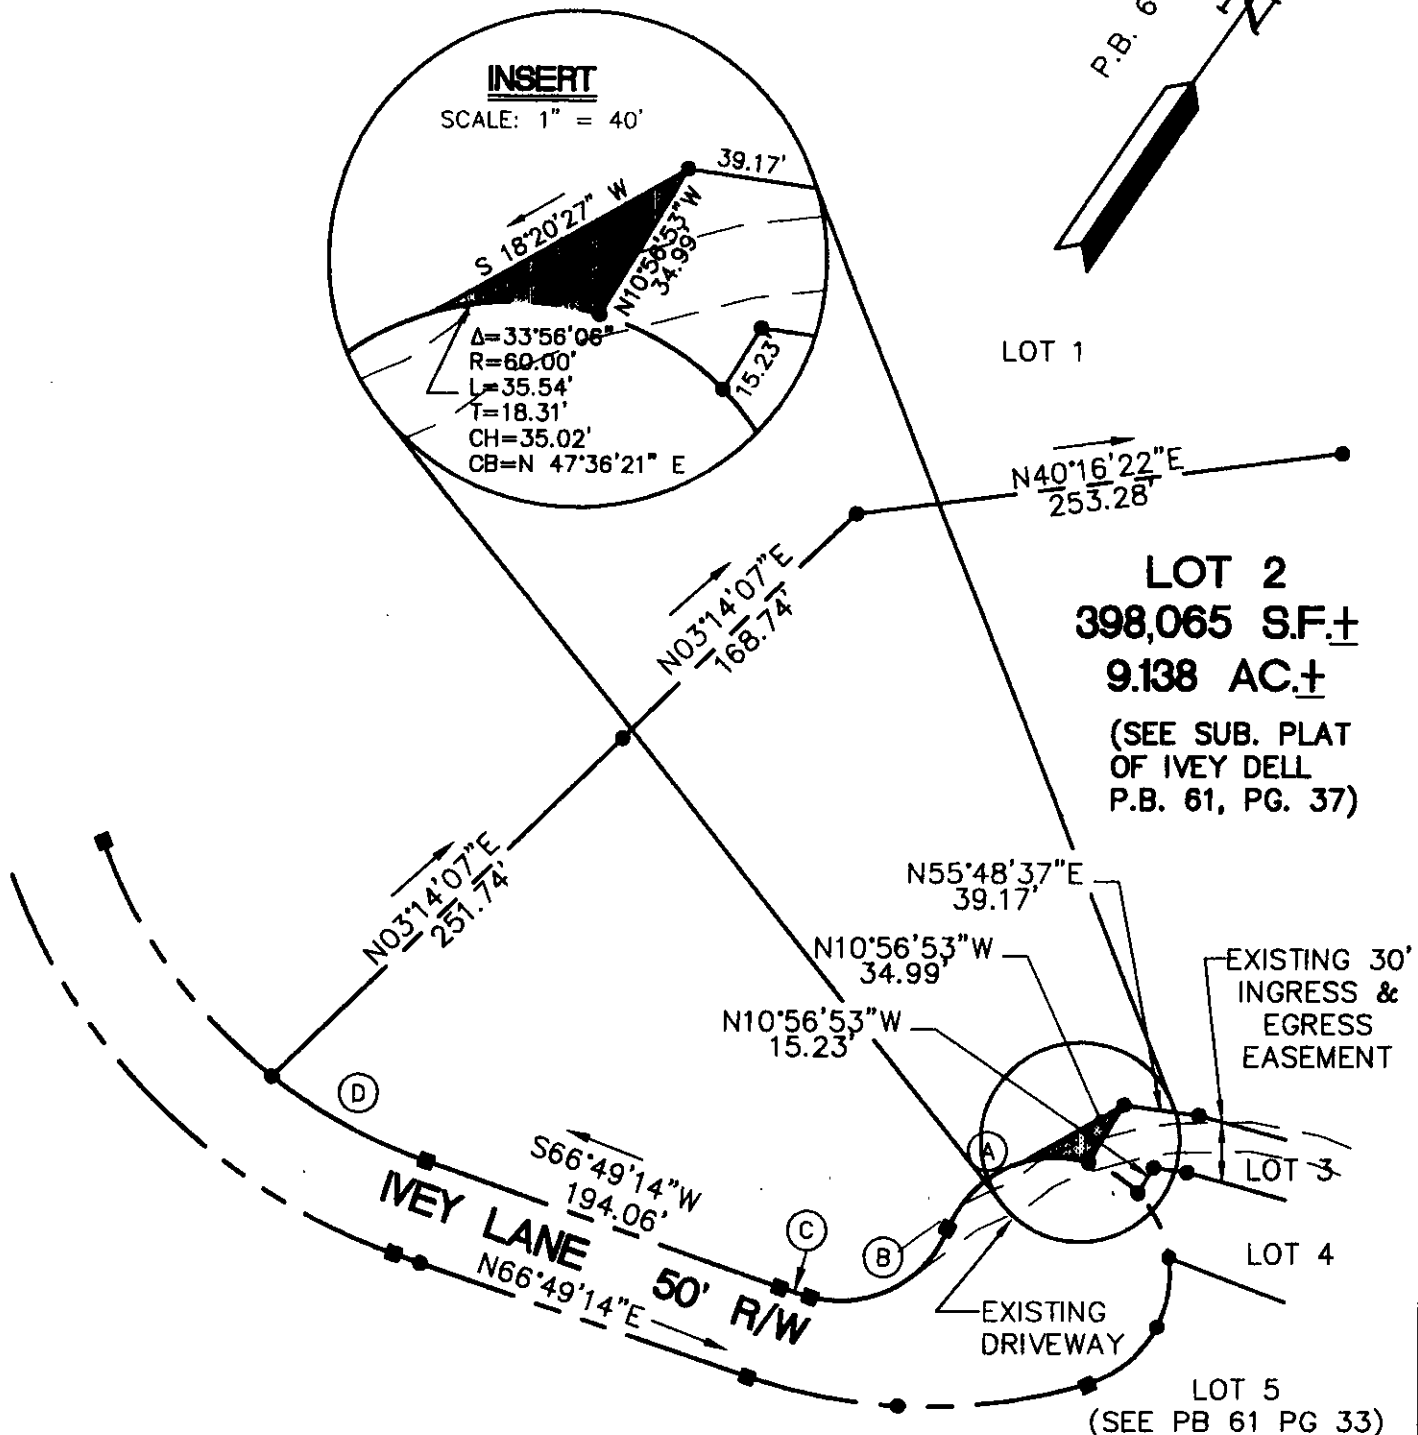 P.B. 6
N
INSERT
SCALE: 1" = 40'
39.17'
S 18°20'27" W
N10°56'53"W
34.99'
15.23'
Δ=33°56'06"
R=60.00'
L=35.54'
T=18.31'
CH=35.02'
CB=N 47°36'21" E
LOT 1
N40°16'22"E
253.28'
N03°14'07"E
168.74'
LOT 2
398,065 S.F.±
9.138 AC.±
(SEE SUB. PLAT
OF IVEY DELL
P.B. 61, PG. 37)
N03°14'07"E
251.74'
N55°48'37"E
39.17'
N10°56'53"W
34.99'
N10°56'53"W
15.23'
EXISTING 30'
INGRESS &
EGRESS
EASEMENT
D
A
S66°49'14"W
194.06'
LOT 3
IVEY LANE 50' R/W
C
B
LOT 4
N66°49'14"E
EXISTING
DRIVEWAY
LOT 5
(SEE PB 61 PG 33)